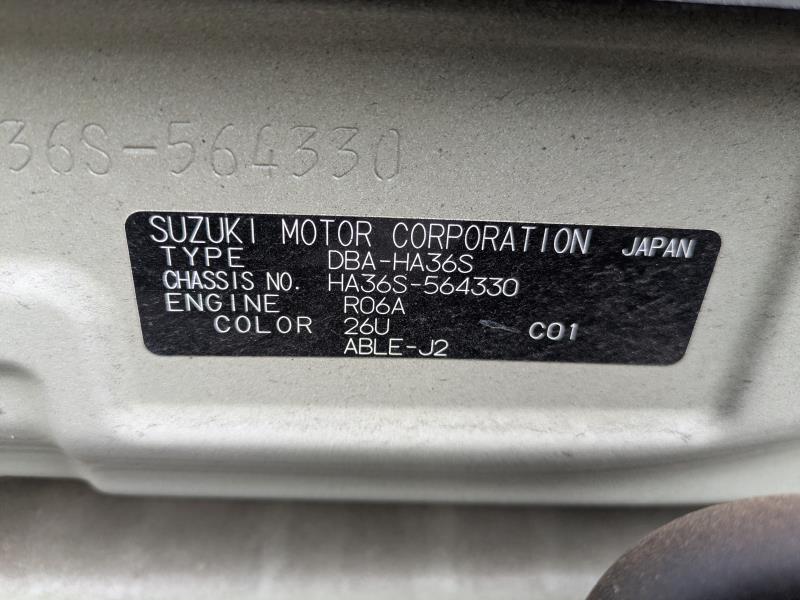 36S-564330
SUZUKI MOTOR CORPORATION JAPAN
TYPE DBA-HA36S
CHASSIS NO. HA36S-564330
ENGINE R06A
COLOR 26U C01
ABLE-J2